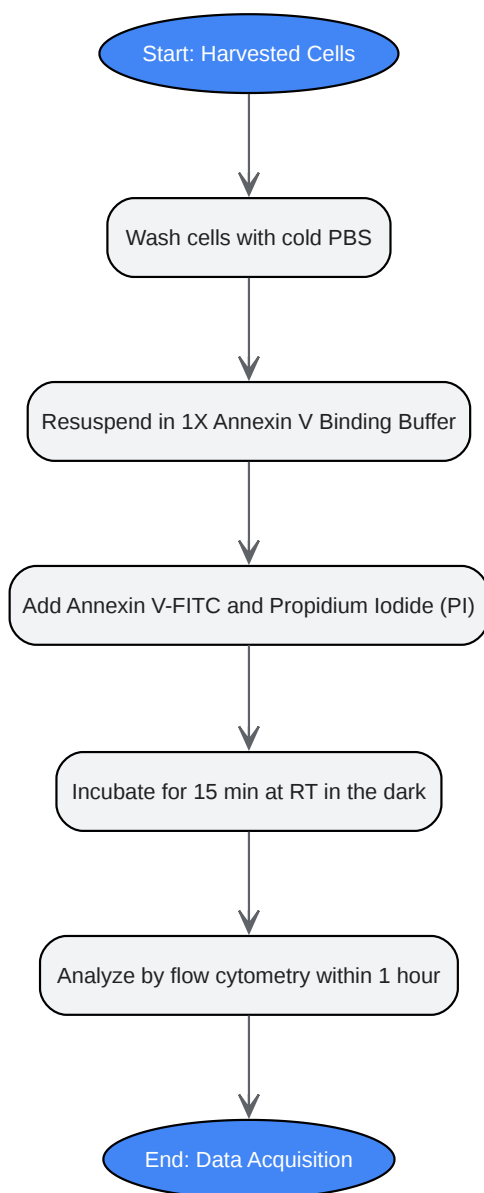 Start: Harvested Cells
Wash cells with cold PBS
Resuspend in 1X Annexin V Binding Buffer
Add Annexin V-FITC and Propidium Iodide (PI)
Incubate for 15 min at RT in the dark
Analyze by flow cytometry within 1 hour
End: Data Acquisition